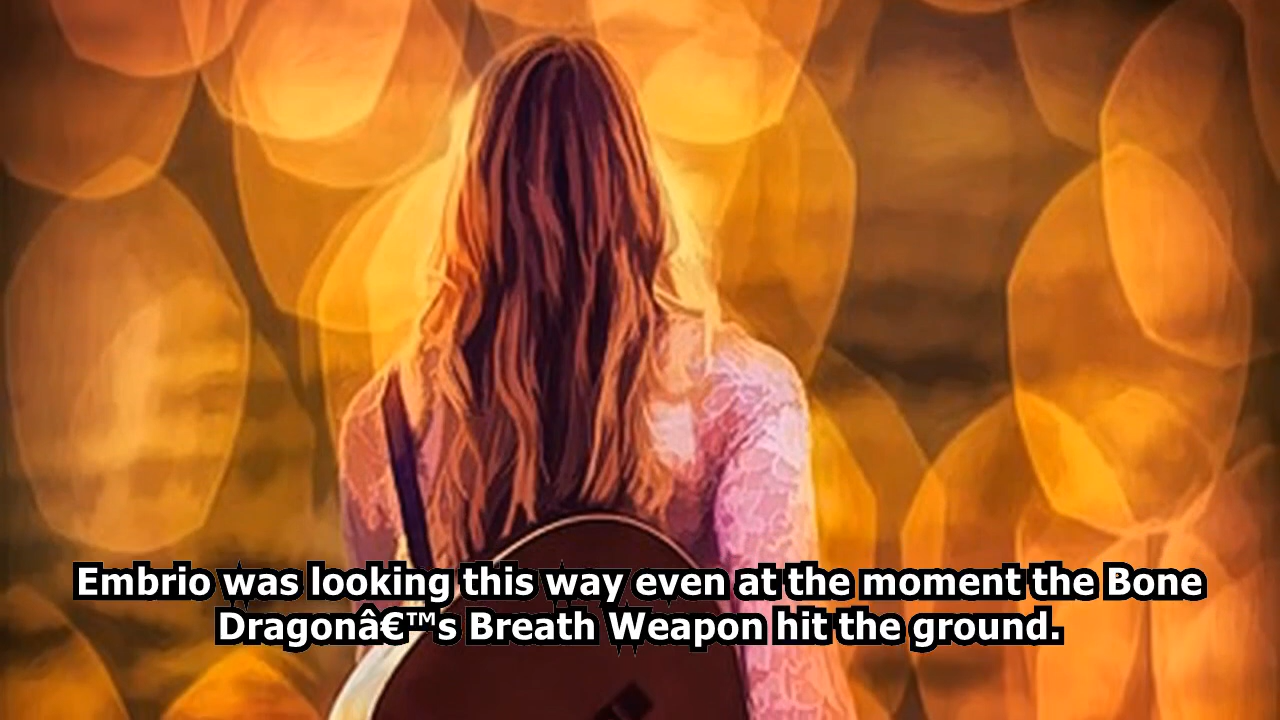 Embrio was looking this way even at the moment the Bone
Dragonâ€™s Breath Weapon hit the ground.